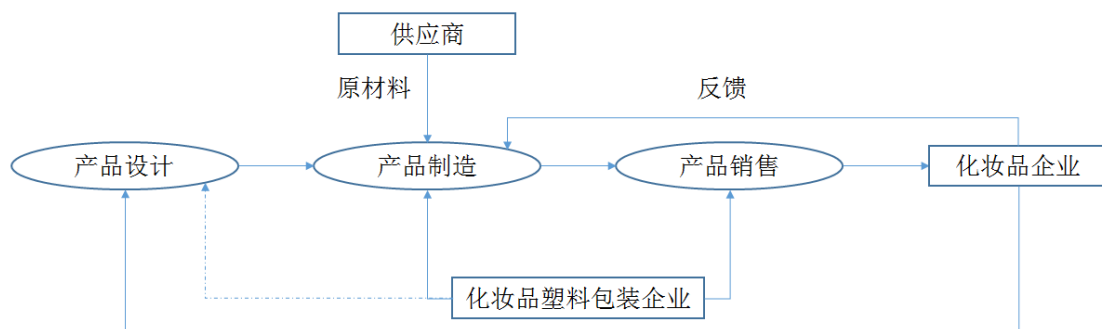 供应商
原材料
反馈
产品设计
产品制造
产品销售
化妆品企业
化妆品塑料包装企业